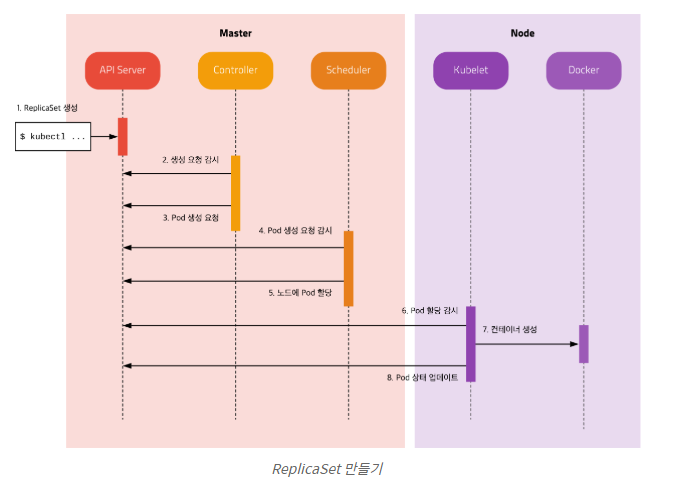 Master
Node
API Server
Controller
Scheduler
Kubelet
Docker
1. ReplicaSet 생성
$ kubectl ...
2. 생성 요청 감시
3. Pod 생성 요청
4. Pod 생성 요청 감시
5. 노드에 Pod 할당
6. Pod 할당 감시
7. 컨테이너 생성
8. Pod 상태 업데이트
ReplicaSet 만들기